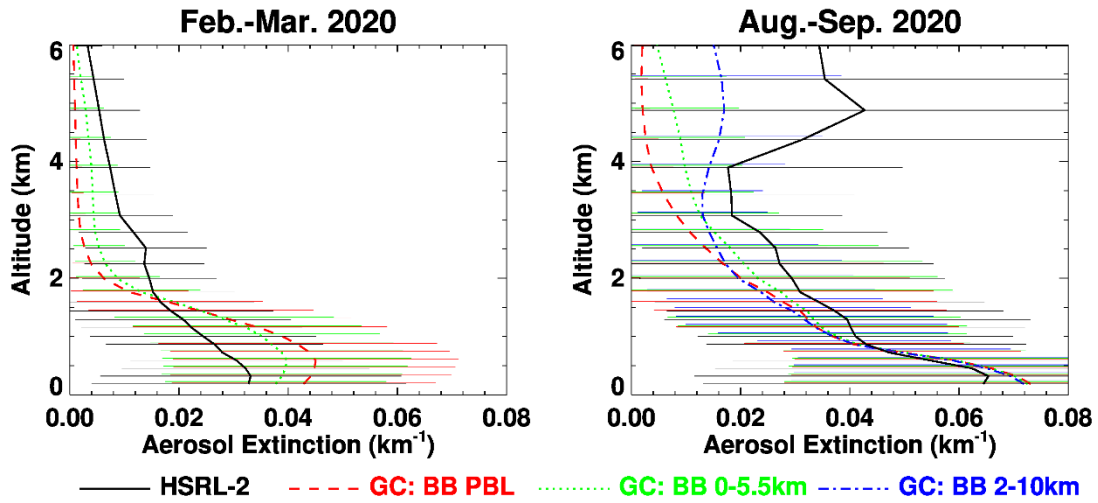 Feb.-Mar. 2020
Aug.-Sep. 2020
6
4
2
0
Altitude (km)
0.00 0.02 0.04 0.06 0.08
Aerosol Extinction (km-1)
6
4
2
0
Altitude (km)
0.00 0.02 0.04 0.06 0.08
Aerosol Extinction (km-1)
HSRL-2 GC: BB PBL GC: BB 0-5.5km GC: BB 2-10km